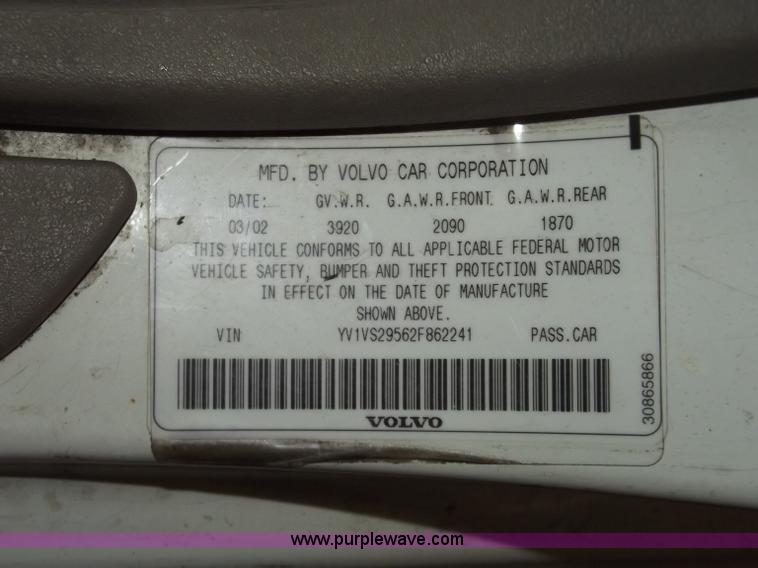 MFD. BY VOLVO CAR CORPORATION
DATE: GV.W.R. G.A.W.R.FRONT G.A.W.R.REAR
03/02 3920 2090 1870
THIS VEHICLE CONFORMS TO ALL APPLICABLE FEDERAL MOTOR
VEHICLE SAFETY, BUMPER AND THEFT PROTECTION STANDARDS
IN EFFECT ON THE DATE OF MANUFACTURE
SHOWN ABOVE.
VIN YV1VS29562F862241 PASS.CAR
30865866
VOLVO
www.purplewave.com